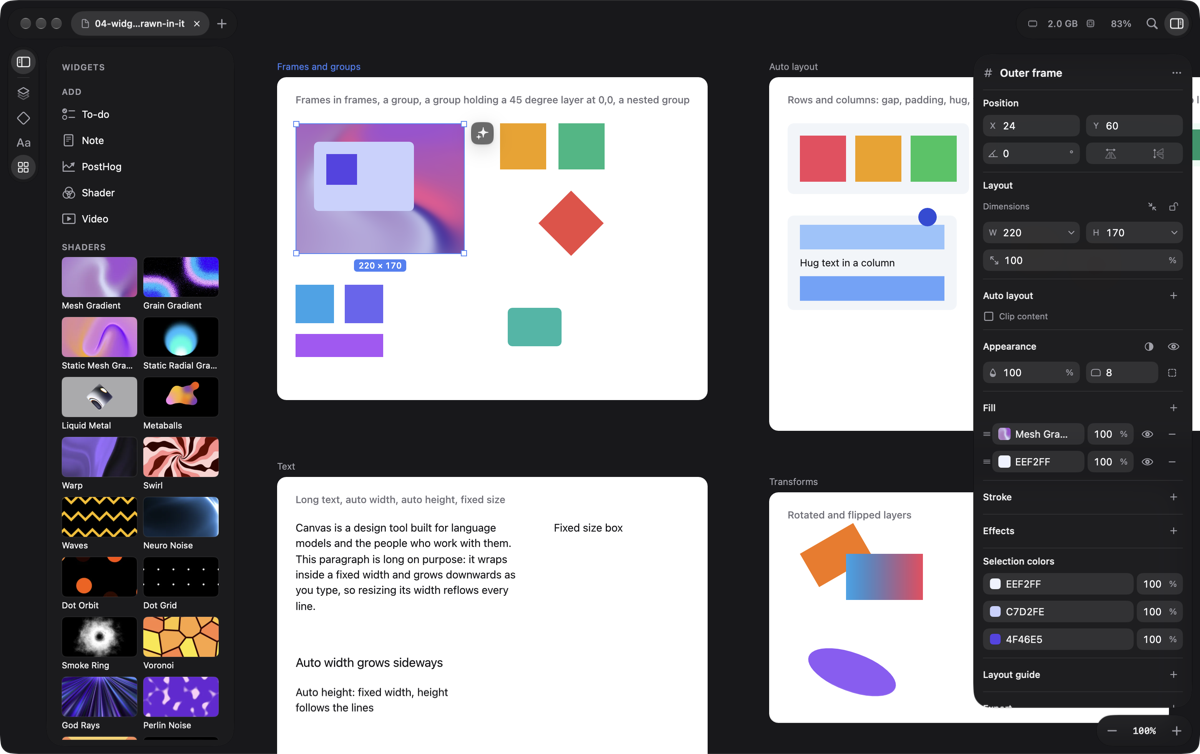 04-widg...rawn-in-it
2.0 GB
83%
WIDGETS
ADD
To-do
Note
PostHog
Shader
Video
SHADERS
Mesh Gradient
Grain Gradient
Static Mesh Gra...
Static Radial Gra...
Liquid Metal
Metaballs
Warp
Swirl
Waves
Neuro Noise
Dot Orbit
Dot Grid
Smoke Ring
Voronoi
God Rays
Perlin Noise
Aa
Frames and groups
Frames in frames, a group, a group holding a 45 degree layer at 0,0, a nested group
220 × 170
Auto layout
Rows and columns: gap, padding, hug,
Hug text in a column
Text
Long text, auto width, auto height, fixed size
Canvas is a design tool built for language
models and the people who work with them.
This paragraph is long on purpose: it wraps
inside a fixed width and grows downwards as
you type, so resizing its width reflows every
line.
Fixed size box
Auto width grows sideways
Auto height: fixed width, height
follows the lines
Transforms
Rotated and flipped layers
# Outer frame
Position
X 24
Y 60
0 °
Layout
Dimensions
W 220
H 170
100 %
Auto layout
Clip content
Appearance
100 %
8
Fill
Mesh Gra... 100 %
EEF2FF 100 %
Stroke
Effects
Selection colors
EEF2FF 100 %
C7D2FE 100 %
4F46E5 100 %
Layout guide
Export
100%